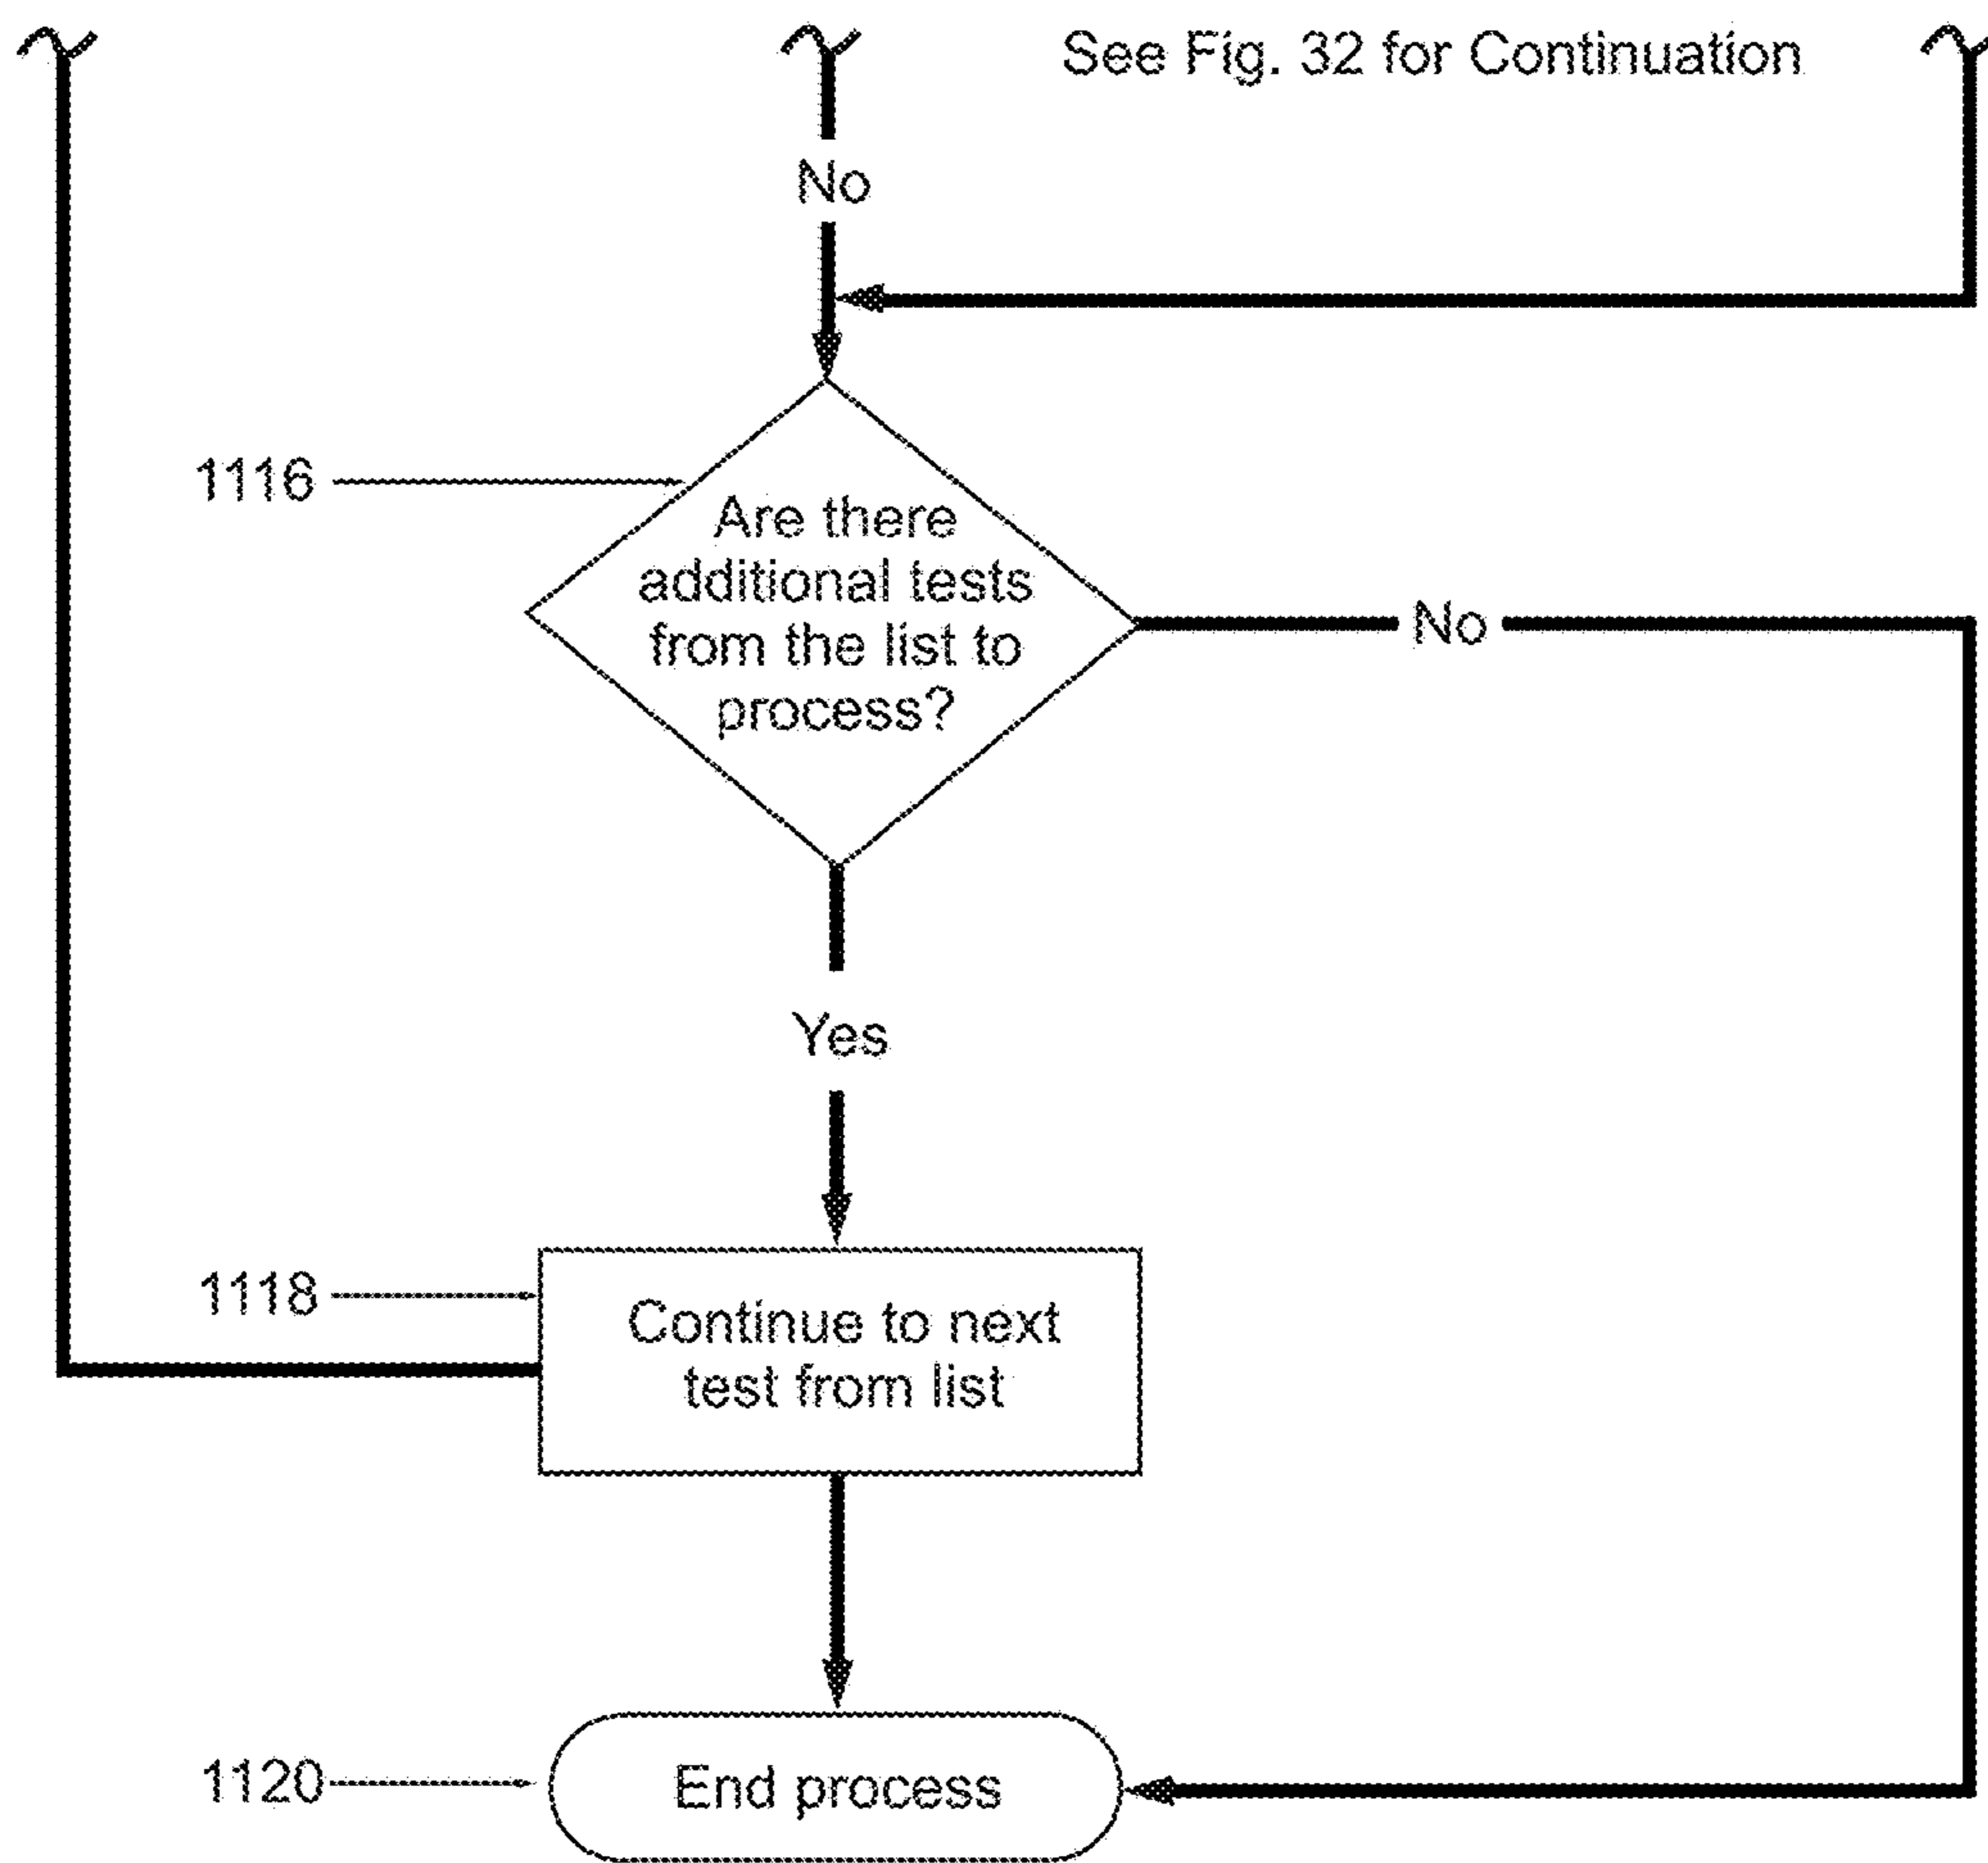 See Fig. 32 for Continuation
No
1116
Are there
additional tests
from the list to
process?
No
Yes
1118
Continue to next
test from list
1120
End process